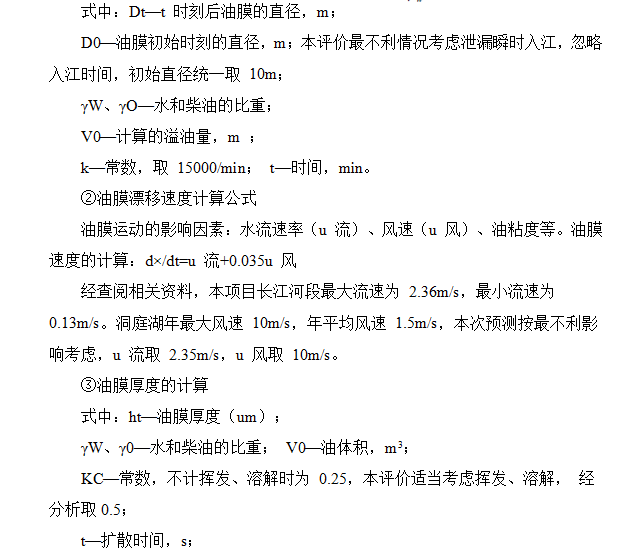 式中：Dt—t 时刻后油膜的直径，m；
D0—油膜初始时刻的直径，m；本评价最不利情况考虑泄漏瞬时入江，忽略
入江时间，初始直径统一取 10m；
γW、γO—水和柴油的比重；
V0—计算的溢油量，m ；
k—常数，取 15000/min； t—时间，min。
②油膜漂移速度计算公式
油膜运动的影响因素：水流速率（u 流）、风速（u 风）、油粘度等。油膜
速度的计算：d×/dt=u 流+0.035u 风
经查阅相关资料，本项目长江河段最大流速为 2.36m/s，最小流速为
0.13m/s。洞庭湖年最大风速 10m/s，年平均风速 1.5m/s，本次预测按最不利影
响考虑，u 流取 2.35m/s，u 风取 10m/s。
③油膜厚度的计算
式中：ht—油膜厚度（um）；
γW、γ0—水和柴油的比重； V0—油体积，m³；
KC—常数，不计挥发、溶解时为 0.25，本评价适当考虑挥发、溶解， 经
分析取 0.5；
t—扩散时间，s；